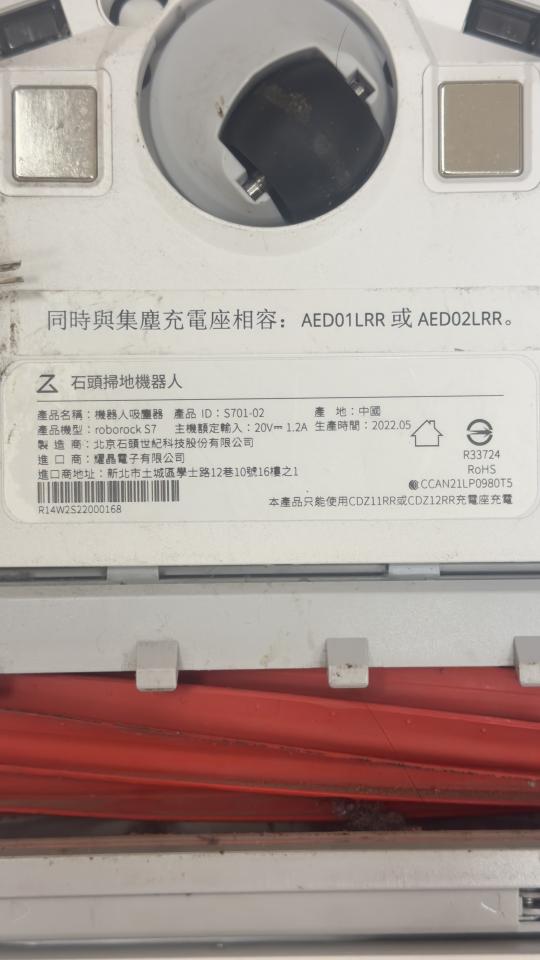 同時與集塵充電座相容：AED01LRR 或 AED02LRR。
石頭掃地機器人
產品名稱：機器人吸塵器 產品 ID：S701-02 產 地：中國
產品機型：roborock S7 主機額定輸入：20V⎓ 1.2A 生產時間：2022.05
製 造 商：北京石頭世紀科技股份有限公司
進 口 商：耀晶電子有限公司
進口商地址：新北市土城區學士路12巷10號16樓之1
R33724
RoHS
CCAN21LP0980T5
R14W2S22000168
本產品只能使用CDZ11RR或CDZ12RR充電座充電